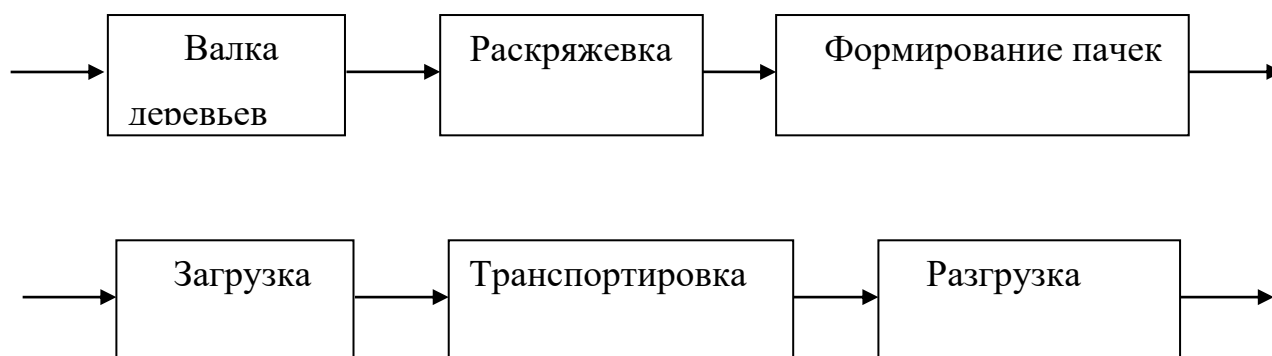 Валка
деревьев
Раскряжевка
Формирование пачек
Загрузка
Транспортировка
Разгрузка